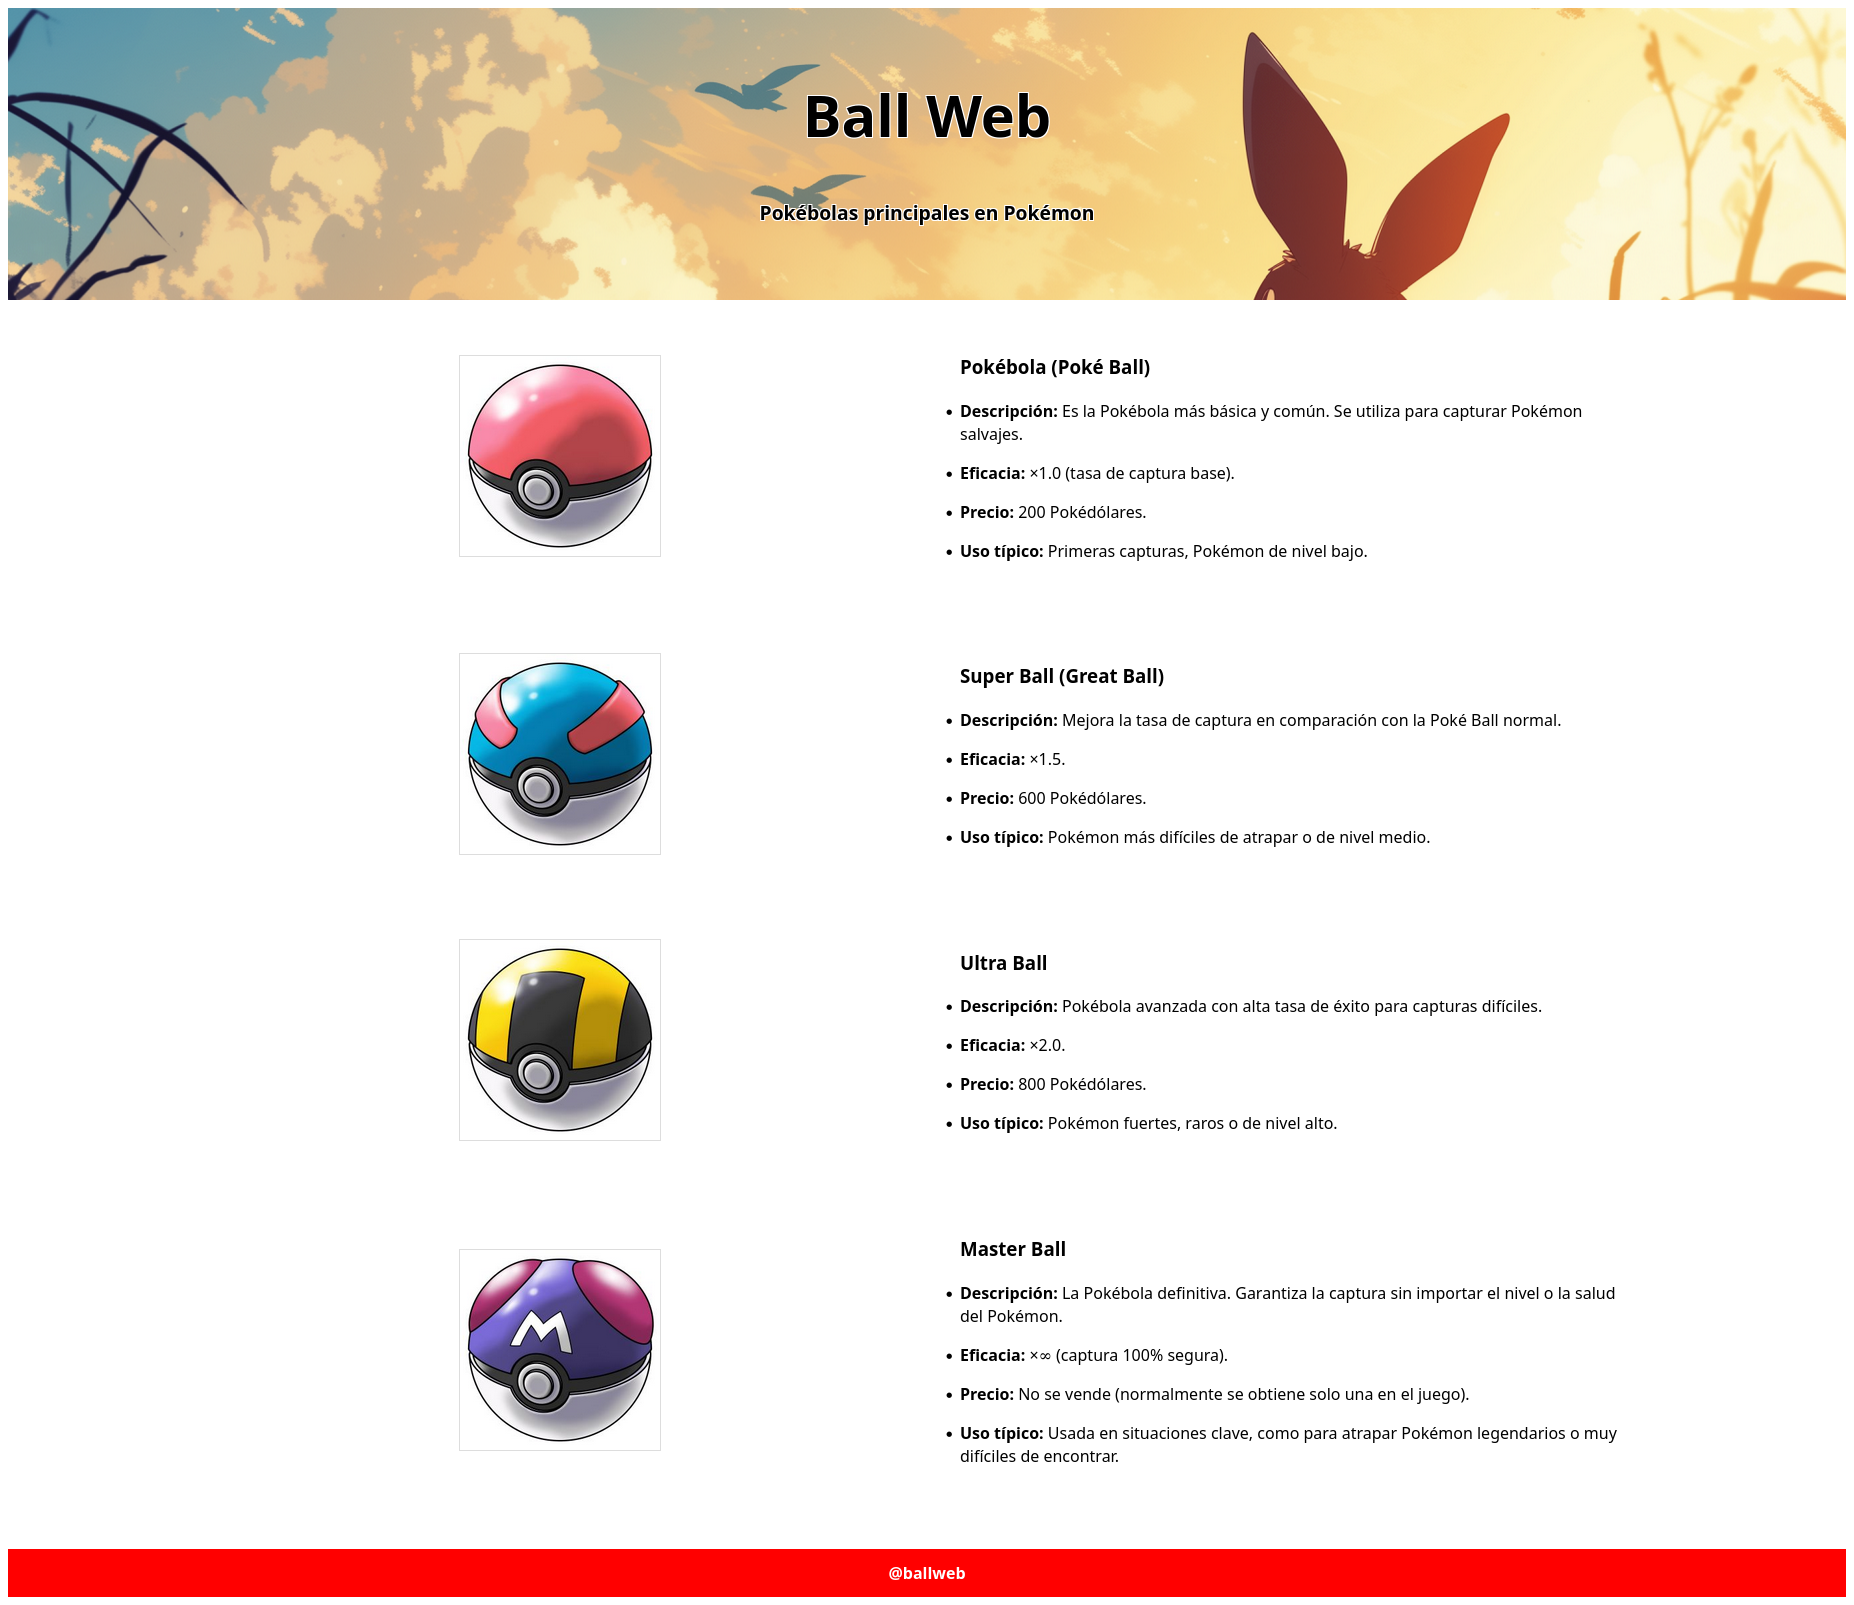 Ball Web
Pokébolas principales en Pokémon
Pokébola (Poké Ball)
• Descripción: Es la Pokébola más básica y común. Se utiliza para capturar Pokémon
salvajes.
• Eficacia: ×1.0 (tasa de captura base).
• Precio: 200 Pokédólares.
• Uso típico: Primeras capturas, Pokémon de nivel bajo.
Super Ball (Great Ball)
• Descripción: Mejora la tasa de captura en comparación con la Poké Ball normal.
• Eficacia: ×1.5.
• Precio: 600 Pokédólares.
• Uso típico: Pokémon más difíciles de atrapar o de nivel medio.
Ultra Ball
• Descripción: Pokébola avanzada con alta tasa de éxito para capturas difíciles.
• Eficacia: ×2.0.
• Precio: 800 Pokédólares.
• Uso típico: Pokémon fuertes, raros o de nivel alto.
M
Master Ball
• Descripción: La Pokébola definitiva. Garantiza la captura sin importar el nivel o la salud
del Pokémon.
• Eficacia: ×∞ (captura 100% segura).
• Precio: No se vende (normalmente se obtiene solo una en el juego).
• Uso típico: Usada en situaciones clave, como para atrapar Pokémon legendarios o muy
difíciles de encontrar.
@ballweb